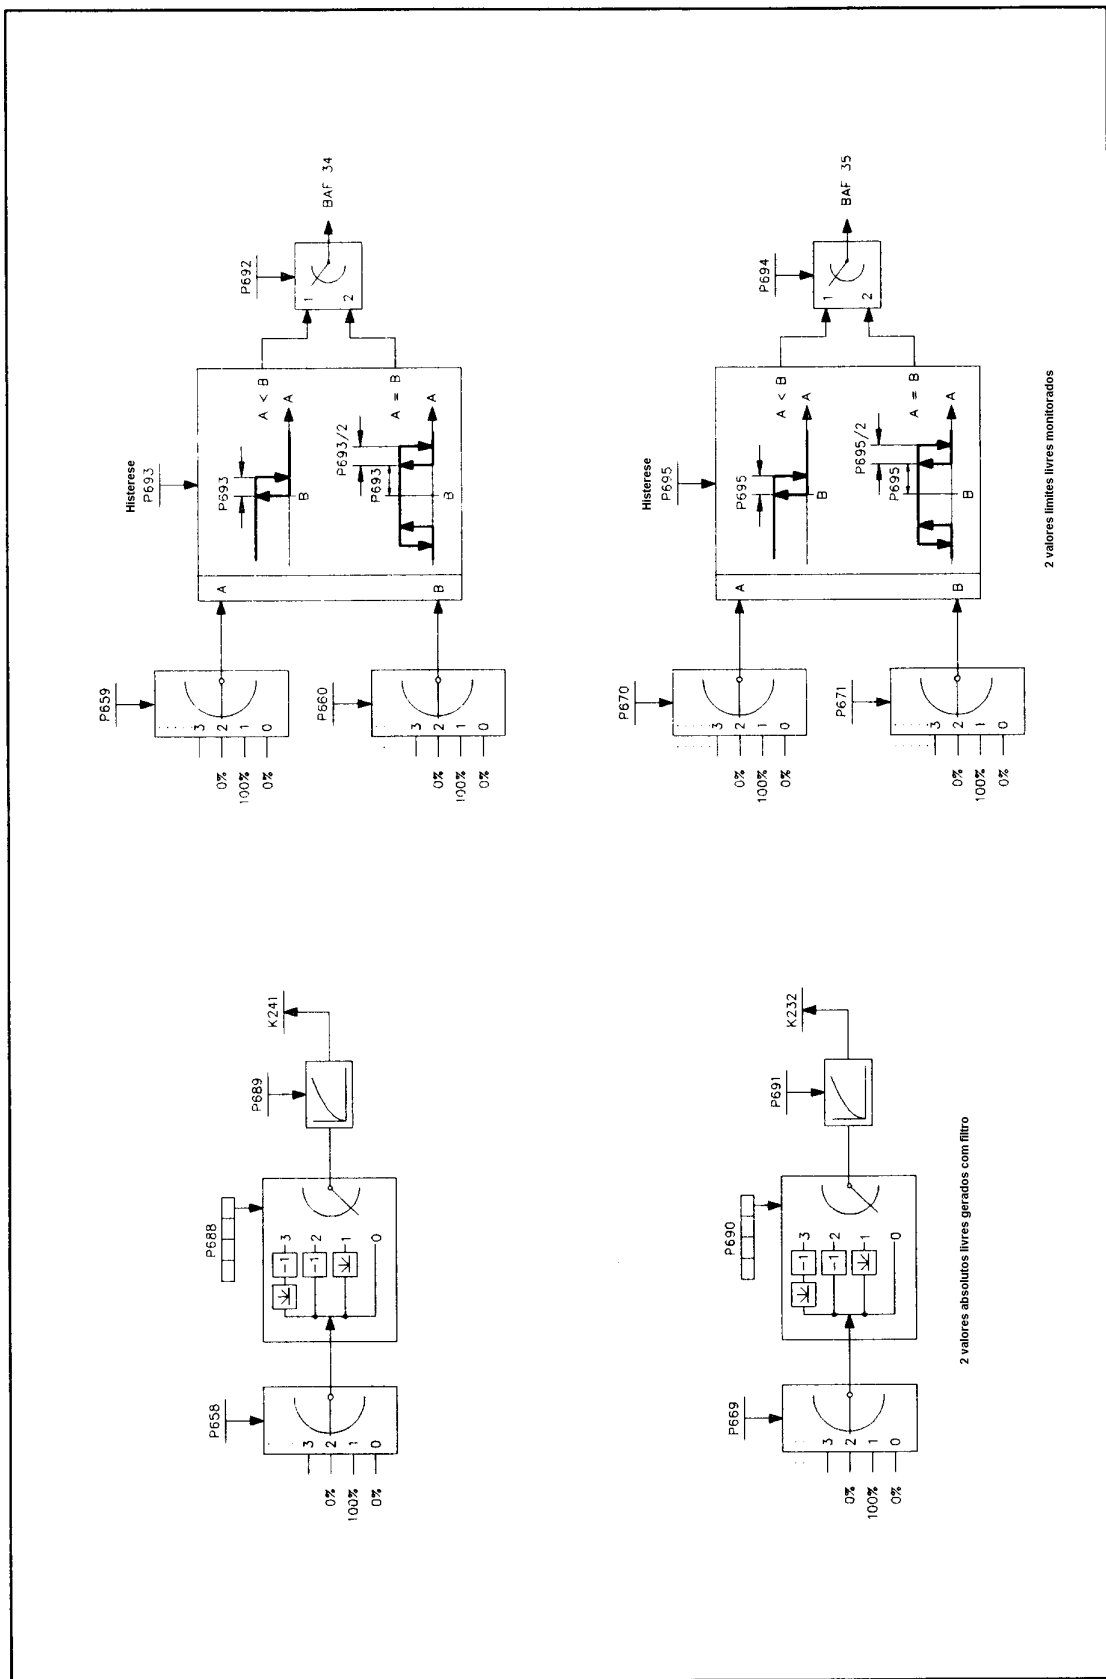 P658
3
2
1
0
0%
100%
0%
P688
-1
3
-1
2
1
0
P689
K241
P659
3
2
1
0
0%
100%
0%
P660
3
2
1
0
0%
100%
0%
Histerese
P693
A
B
P693
B
A
A < B
P693/2
P693
B
A
A = B
P692
1
2
BAF 34
P669
3
2
1
0
0%
100%
0%
P690
-1
3
-1
2
1
0
P691
K232
2 valores absolutos livres gerados com filtro
P670
3
2
1
0
0%
100%
0%
P671
3
2
1
0
0%
100%
0%
Histerese
P695
A
B
P695
B
A
A < B
P695/2
P695
B
A
A = B
P694
1
2
BAF 35
2 valores limites livres monitorados